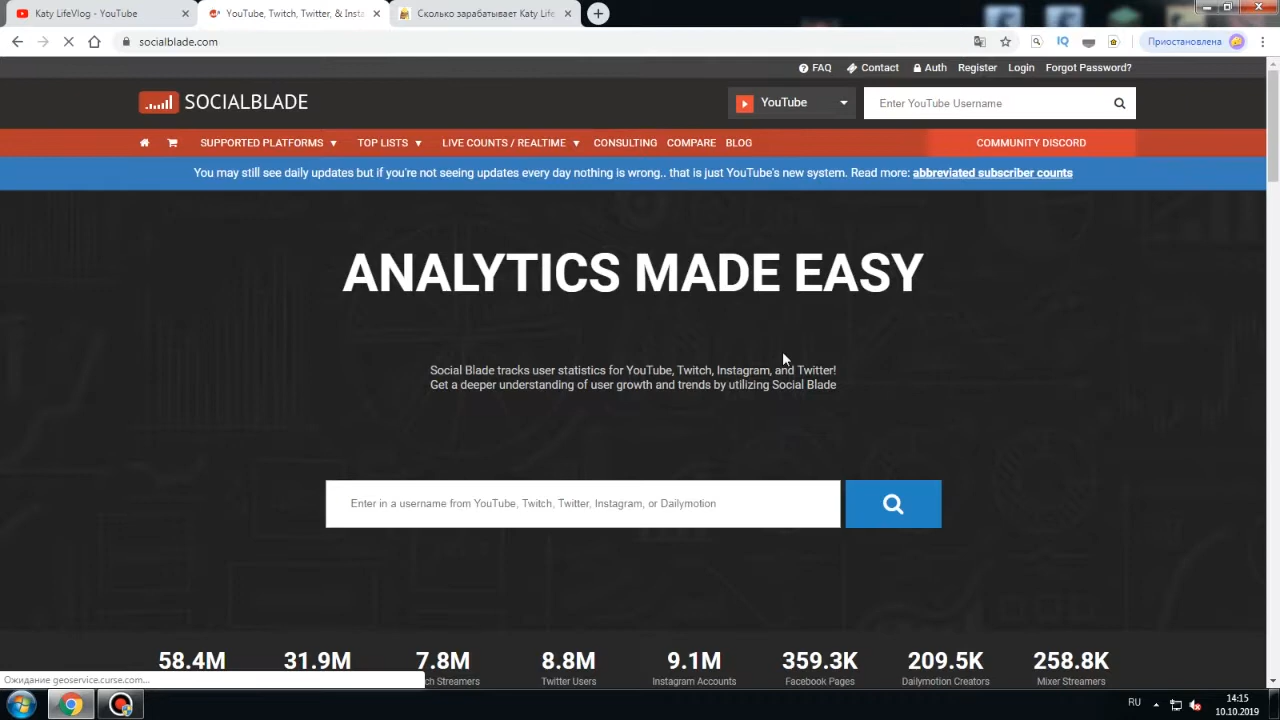 Katy LifeVlog - YouTube
YouTube, Twitch, Twitter, & Insta
Сколько зарабатывает Katy Life
socialblade.com
Приостановлена
FAQ
Contact
Auth
Register
Login
Forgot Password?
SOCIALBLADE
YouTube
Enter YouTube Username
SUPPORTED PLATFORMS
TOP LISTS
LIVE COUNTS / REALTIME
CONSULTING
COMPARE
BLOG
COMMUNITY DISCORD
You may still see daily updates but if you're not seeing updates every day nothing is wrong.. that is just YouTube's new system. Read more: abbreviated subscriber counts
ANALYTICS MADE EASY
Social Blade tracks user statistics for YouTube, Twitch, Instagram, and Twitter!
Get a deeper understanding of user growth and trends by utilizing Social Blade
Enter in a username from YouTube, Twitch, Twitter, Instagram, or Dailymotion
58.4M
31.9M
7.8M
8.8M
9.1M
359.3K
209.5K
258.8K
ch Streamers
Twitter Users
Instagram Accounts
Facebook Pages
Dailymotion Creators
Mixer Streamers
Ожидание geoservice.curse.com...
RU
14:15
10.10.2019